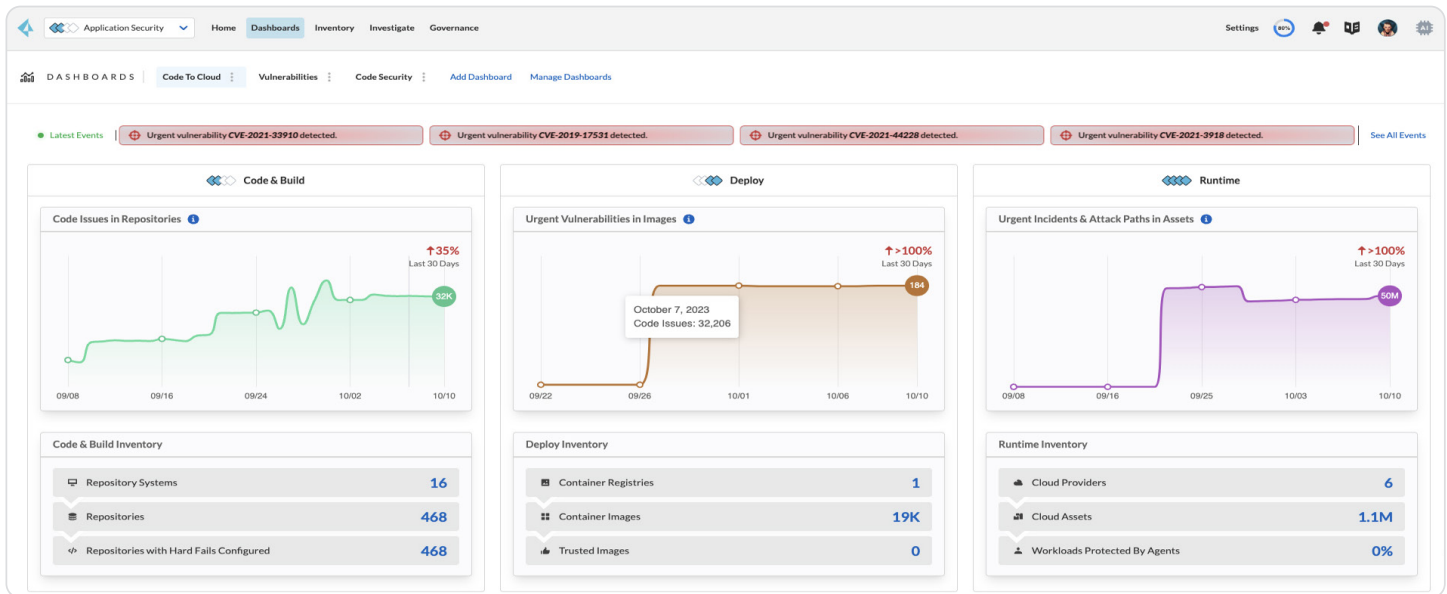 Application Security Home Dashboards Inventory Investigate Governance Settings 80% AI
DASHBOARDS Code To Cloud Vulnerabilities Code Security Add Dashboard Manage Dashboards
Latest Events Urgent vulnerability CVE-2021-33910 detected. Urgent vulnerability CVE-2019-17531 detected. Urgent vulnerability CVE-2021-44228 detected. Urgent vulnerability CVE-2021-3918 detected. See All Events
Code & Build
Code Issues in Repositories
35%
Last 30 Days
32K
09/08 09/16 09/24 10/02 10/10
Code & Build Inventory
Repository Systems 16
Repositories 468
Repositories with Hard Fails Configured 468
Deploy
Urgent Vulnerabilities in Images
>100%
Last 30 Days
184
October 7, 2023
Code Issues: 32,206
09/22 09/26 10/01 10/06 10/10
Deploy Inventory
Container Registries 1
Container Images 19K
Trusted Images 0
Runtime
Urgent Incidents & Attack Paths in Assets
>100%
Last 30 Days
50M
09/08 09/16 09/25 10/03 10/10
Runtime Inventory
Cloud Providers 6
Cloud Assets 1.1M
Workloads Protected By Agents 0%